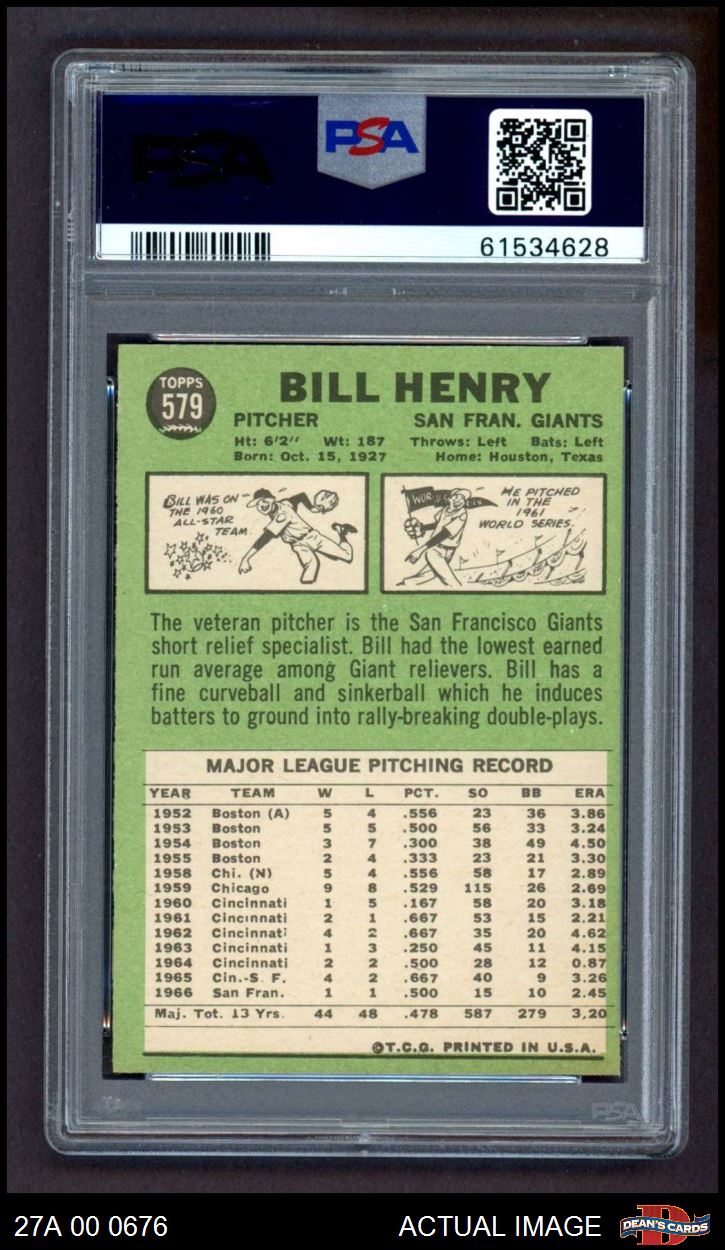 PSA
PSA
61534628
TOPPS
579
BILL HENRY
PITCHER SAN FRAN. GIANTS
Ht: 6'2" Wt: 187 Throws: Left Bats: Left
Born: Oct. 15, 1927 Home: Houston, Texas
BILL WAS ON
THE 1960
ALL-STAR
TEAM.
WORLD SERIES
HE PITCHED
IN THE
1961
WORLD SERIES.
The veteran pitcher is the San Francisco Giants
short relief specialist. Bill had the lowest earned
run average among Giant relievers. Bill has a
fine curveball and sinkerball which he induces
batters to ground into rally-breaking double-plays.
MAJOR LEAGUE PITCHING RECORD
YEAR TEAM W L PCT. SO BB ERA
1952 Boston (A) 5 4 .556 23 36 3.86
1953 Boston 5 5 .500 56 33 3.24
1954 Boston 3 7 .300 38 49 4.50
1955 Boston 2 4 .333 23 21 3.30
1958 Chi. (N) 5 4 .556 58 17 2.89
1959 Chicago 9 8 .529 115 26 2.69
1960 Cincinnati 1 5 .167 58 20 3.18
1961 Cincinnati 2 1 .667 53 15 2.21
1962 Cincinnati 4 2 .667 35 20 4.62
1963 Cincinnati 1 3 .250 45 11 4.15
1964 Cincinnati 2 2 .500 28 12 0.87
1965 Cin.-S. F. 4 2 .667 40 9 3.26
1966 San Fran. 1 1 .500 15 10 2.45
Maj. Tot. 13 Yrs. 44 48 .478 587 279 3.20
©T.C.G. PRINTED IN U.S.A.
PSA
27A 00 0676 ACTUAL IMAGE
D
DEAN'S CARDS